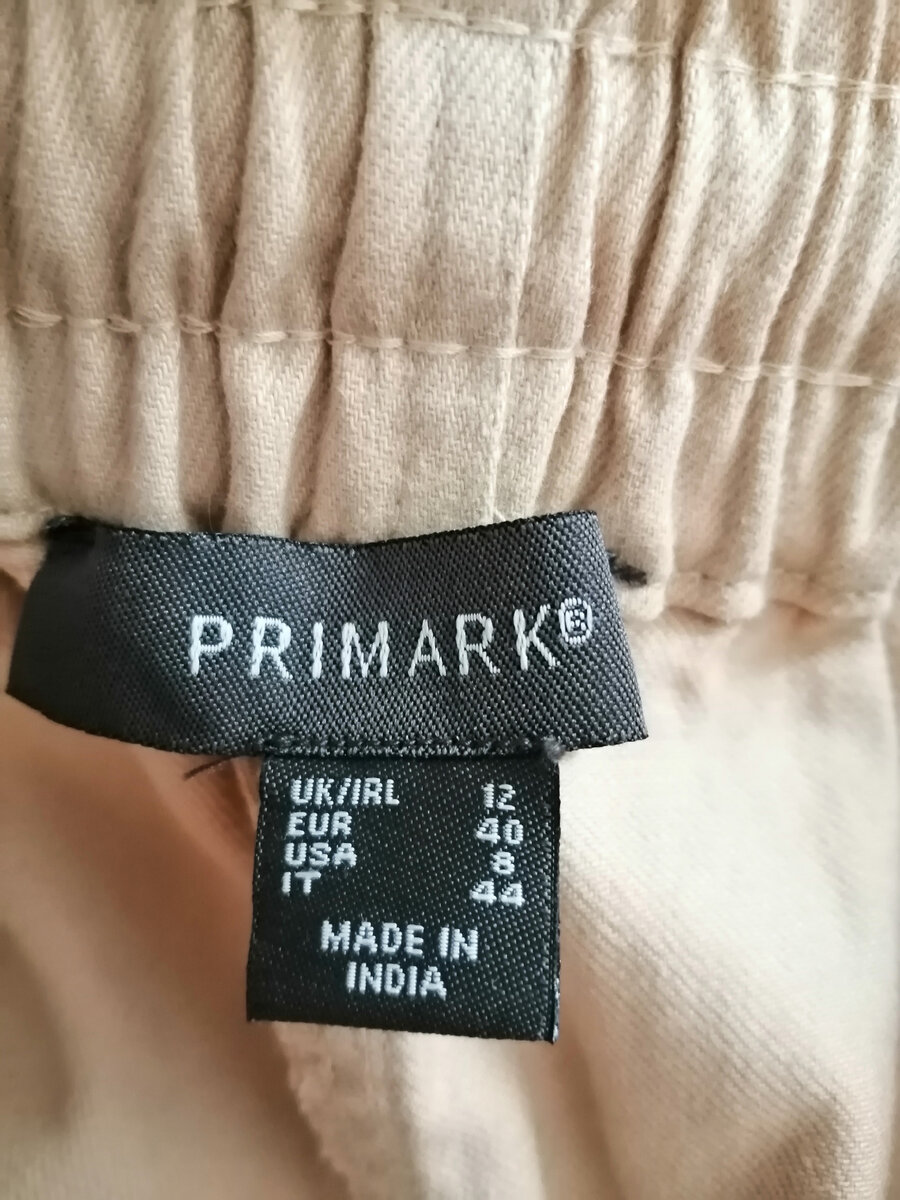 PRIMARK®
UK/IRL 12
EUR 40
USA 8
IT 44
MADE IN
INDIA